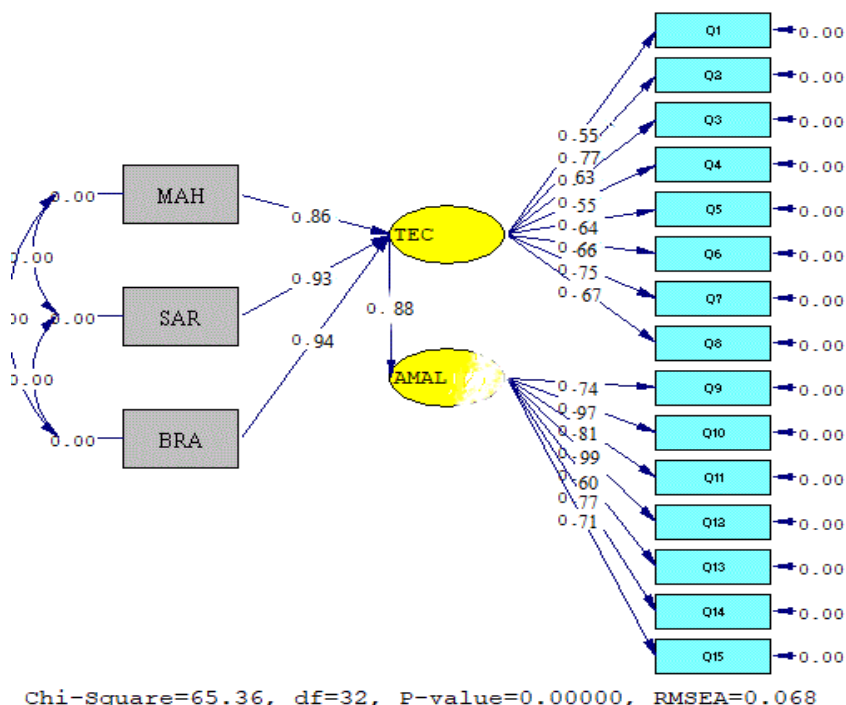 Q1 0.00
Q2 0.00
Q3 0.00
0.55
0.77
Q4 0.00
0.63
MAH 0.00
0.55
0.86
Q5 0.00
0.64
TEC
0.66
Q6 0.00
0.00
0.75
0.93
0.67
Q7 0.00
0.88
00 0.00 SAR
0.94
Q8 0.00
0.00
AMAL
0.74
Q9 0.00
0.97
0.00 BRA
0.81
Q10 0.00
0.99
Q11 0.00
0.60
0.77
Q12 0.00
0.71
Q13 0.00
Q14 0.00
Q15 0.00
Chi-Square=65.36, df=32, P-value=0.00000, RMSEA=0.068